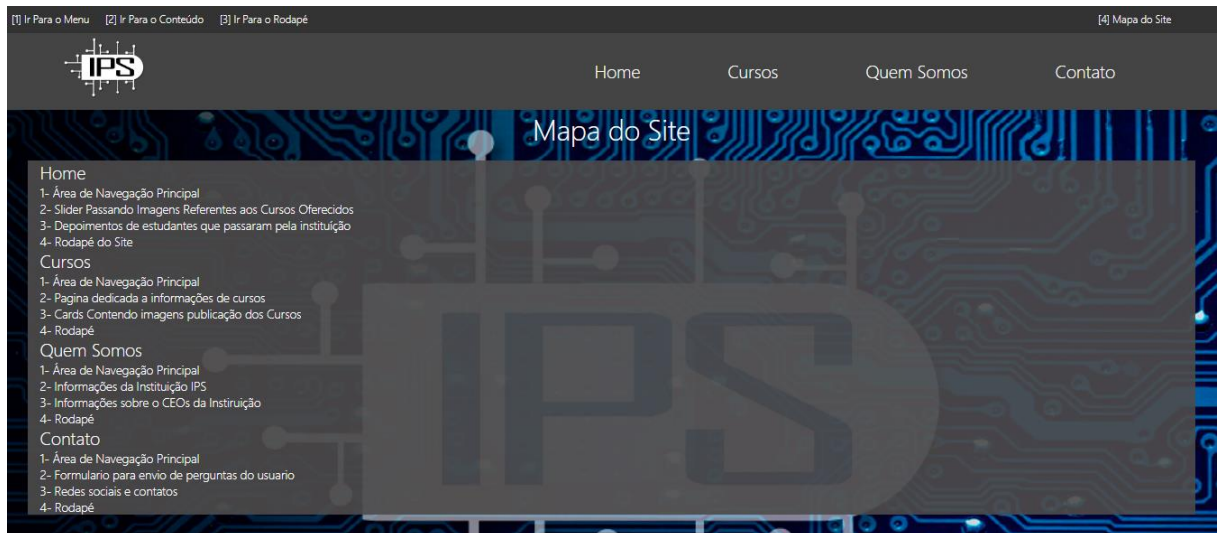 [1] Ir Para o Menu [2] Ir Para o Conteúdo [3] Ir Para o Rodapé [4] Mapa do Site
IPS Home Cursos Quem Somos Contato
Mapa do Site
Home
1- Área de Navegação Principal
2- Slider Passando Imagens Referentes aos Cursos Oferecidos
3- Depoimentos de estudantes que passaram pela instituíção
4- Rodapé do Site
Cursos
1- Área de Navegação Principal
2- Pagina dedicada a informações de cursos
3- Cards Contendo imagens publicação dos Cursos
4- Rodapé
Quem Somos
1- Área de Navegação Principal
2- Informações da Instituição IPS
3- Informações sobre o CEOs da Instiruição
4- Rodapé
Contato
1- Área de Navegação Principal
2- Formulario para envio de perguntas do usuario
3- Redes sociais e contatos
4- Rodapé
IPS